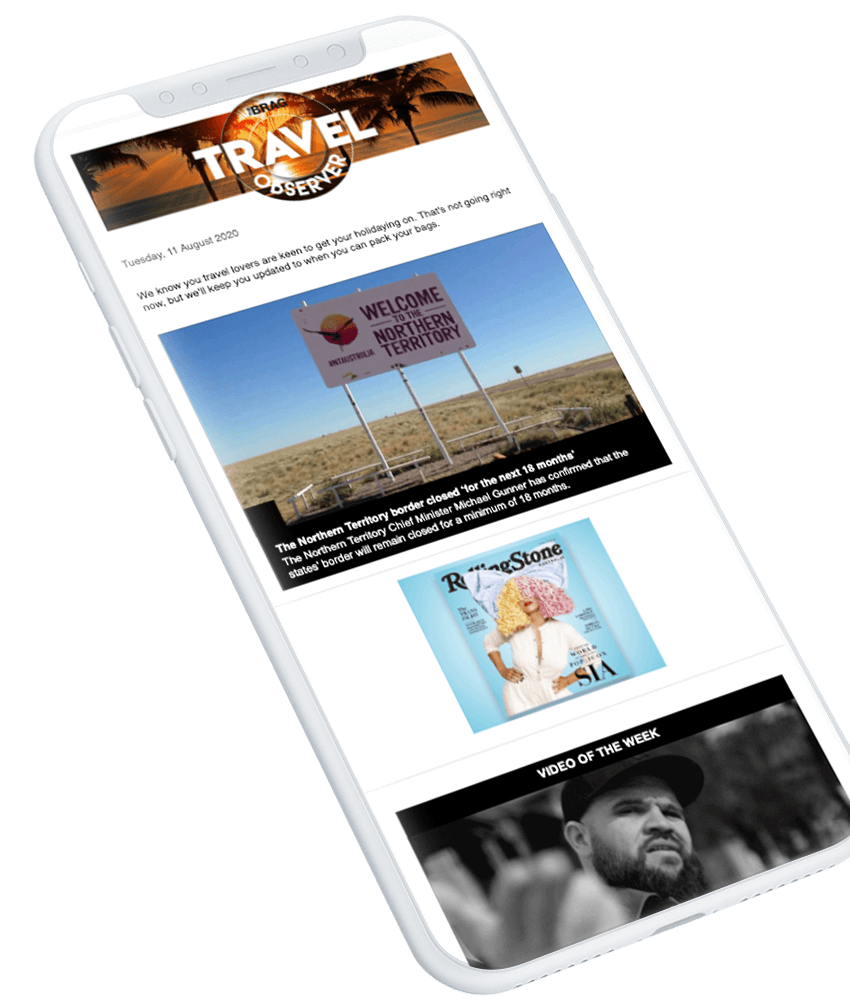 THE BRAG
TRAVEL
OBSERVER
Tuesday, 11 August 2020
We know you travel lovers are keen to get your holidaying on. That's not going right
now, but we'll keep you updated to when you can pack your bags.
WELCOME
TO THE
NORTHERN
TERRITORY
#NTAUSTRALIA
The Northern Territory border closed 'for the next 18 months'
The Northern Territory Chief Minister Michael Gunner has confirmed that the
states' border will remain closed for a minimum of 18 months.
RollingStone
AUSTRALIA
WORLD
POP ICON
SIA
VIDEO OF THE WEEK